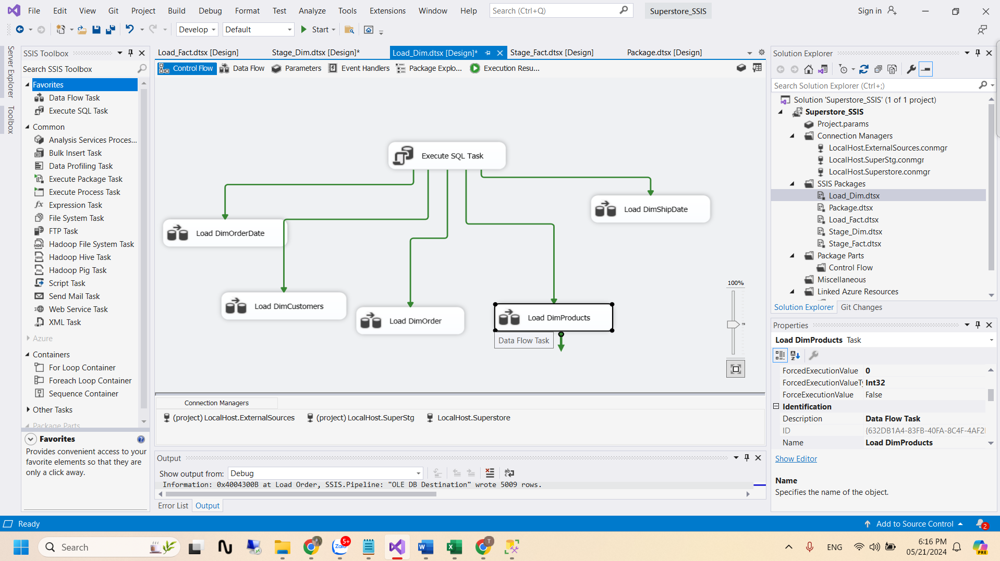 File Edit View Git Project Build Debug Format Test Analyze Tools Extensions Window Help Search (Ctrl+Q) Superstore_SSIS Sign in
Develop Default Start
Server Explorer
Toolbox
SSIS Toolbox
Search SSIS Toolbox
Favorites
Data Flow Task
Execute SQL Task
Common
Analysis Services Proces...
Bulk Insert Task
Data Profiling Task
Execute Package Task
Execute Process Task
Expression Task
File System Task
FTP Task
Hadoop File System Task
Hadoop Hive Task
Hadoop Pig Task
Script Task
Send Mail Task
Web Service Task
XML Task
Azure
Containers
For Loop Container
Foreach Loop Container
Sequence Container
Other Tasks
Package Parts
Favorites
Provides convenient access to your
favorite elements so that they are
only a click away.
Load_Fact.dtsx [Design] Stage_Dim.dtsx [Design]* Load_Dim.dtsx [Design]* Stage_Fact.dtsx [Design] Package.dtsx [Design]
Control Flow Data Flow Parameters Event Handlers Package Explo... Execution Resu...
Execute SQL Task
Load DimShipDate
Load DimOrderDate
Load DimCustomers
Load DimOrder
Load DimProducts
Data Flow Task
100%
Connection Managers
(project) LocalHost.ExternalSources (project) LocalHost.SuperStg LocalHost.Superstore
Output
Show output from: Debug
Information: 0x4004300B at Load Order, SSIS.Pipeline: "OLE DB Destination" wrote 5009 rows.
Error List Output
Solution Explorer
Search Solution Explorer (Ctrl+;)
Solution 'Superstore_SSIS' (1 of 1 project)
Superstore_SSIS
Project.params
Connection Managers
LocalHost.ExternalSources.conmgr
LocalHost.SuperStg.conmgr
LocalHost.Superstore.conmgr
SSIS Packages
Load_Dim.dtsx
Package.dtsx
Load_Fact.dtsx
Stage_Dim.dtsx
Stage_Fact.dtsx
Package Parts
Control Flow
Miscellaneous
Linked Azure Resources
Solution Explorer Git Changes
Properties
Load DimProducts Task
ForcedExecutionValue 0
ForcedExecutionValueTy Int32
ForceExecutionValue False
Identification
Description Data Flow Task
ID {632DB1A4-83FB-40FA-8C4F-4AF2
Name Load DimProducts
Show Editor
Name
Specifies the name of the object.
Ready Add to Source Control 2
Search Zalo 5+ T ENG 6:16 PM
05/21/2024 PRE